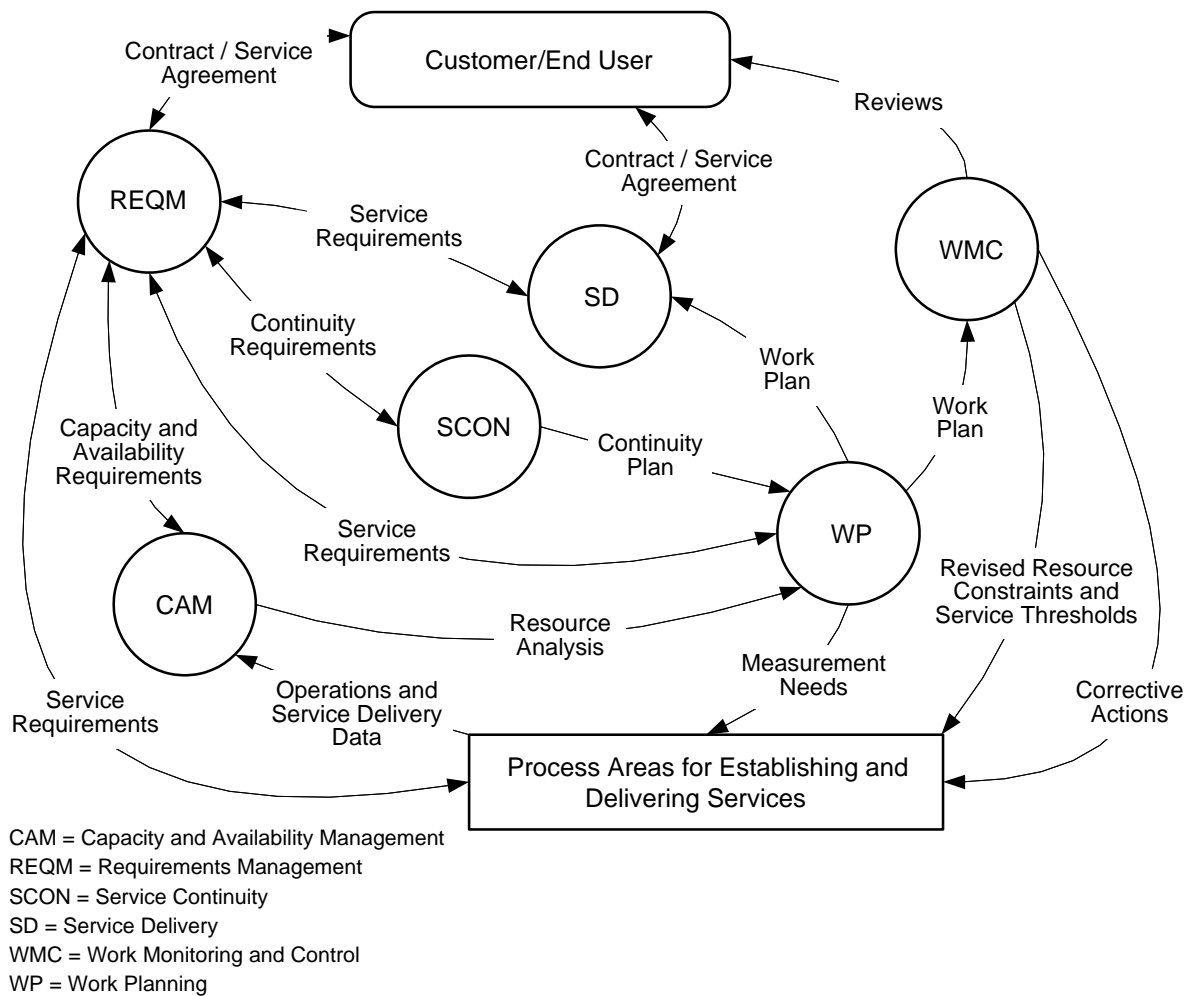 Customer/End User
Contract / Service
Agreement
Reviews
Contract / Service
Agreement
REQM
Service
Requirements
WMC
SD
Continuity
Requirements
Work
Plan
Work
Plan
SCON
Capacity and
Availability
Requirements
Continuity
Plan
Service
Requirements
WP
Revised Resource
Constraints and
Service Thresholds
CAM
Resource
Analysis
Measurement
Needs
Service
Requirements
Operations and
Service Delivery
Data
Corrective
Actions
Process Areas for Establishing and
Delivering Services
CAM = Capacity and Availability Management
REQM = Requirements Management
SCON = Service Continuity
SD = Service Delivery
WMC = Work Monitoring and Control
WP = Work Planning